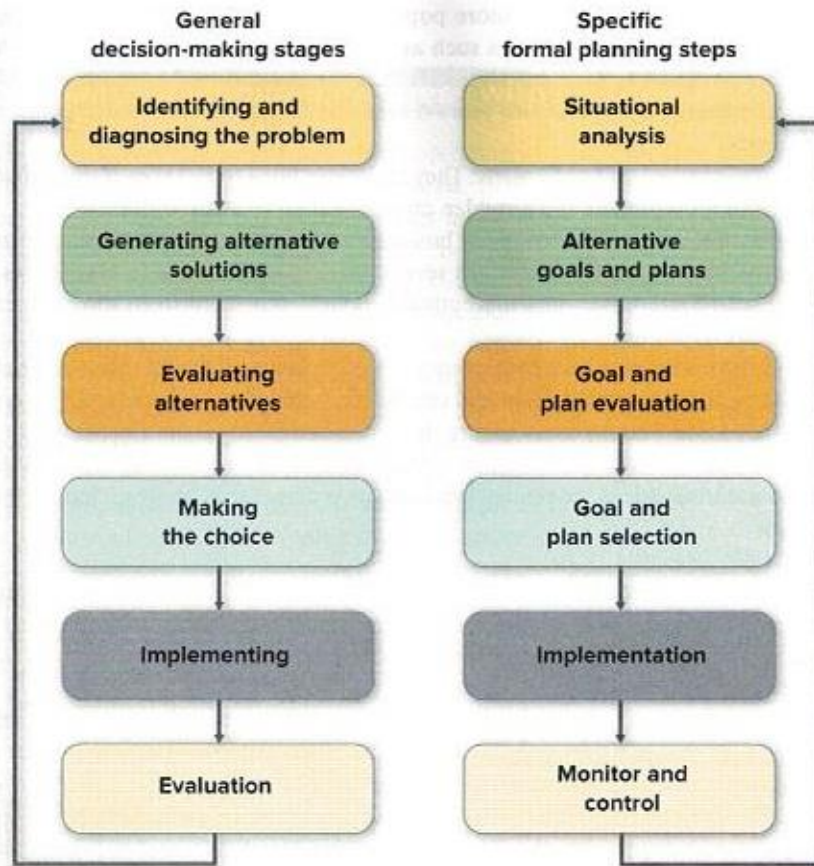 General
decision-making stages
Identifying and
diagnosing the problem
Generating alternative
solutions
Evaluating
alternatives
Making
the choice
Implementing
Evaluation
Specific
formal planning steps
Situational
analysis
Alternative
goals and plans
Goal and
plan evaluation
Goal and
plan selection
Implementation
Monitor and
control